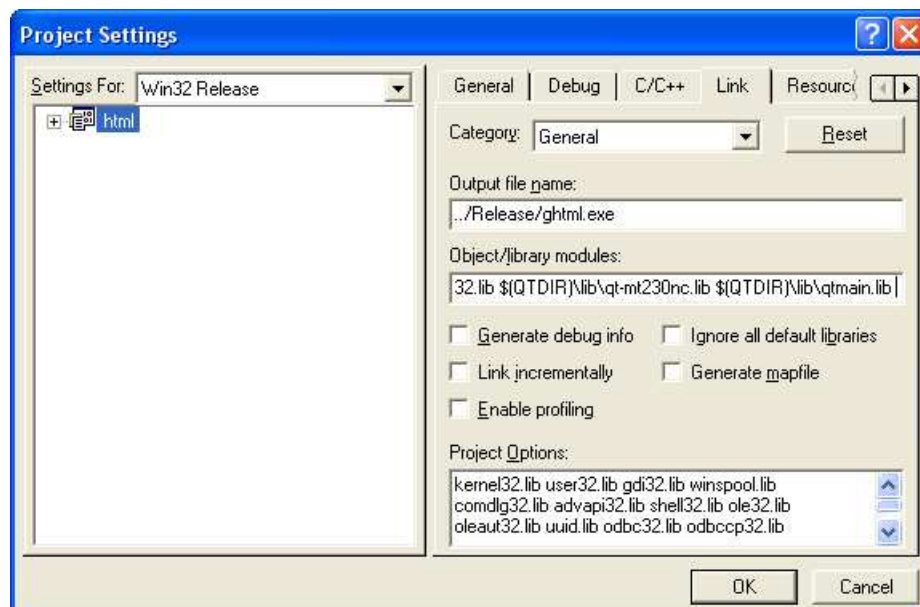 Project Settings
Settings For: Win32 Release
html
General Debug C/C++ Link Resourc
Category: General Reset
Output file name:
../Release/ghtml.exe
Object/library modules:
32.lib $(QTDIR)\lib\qt-mt230nc.lib $(QTDIR)\lib\qtmain.lib
Generate debug info Ignore all default libraries
Link incrementally Generate mapfile
Enable profiling
Project Options:
kernel32.lib user32.lib gdi32.lib winspool.lib
comdlg32.lib advapi32.lib shell32.lib ole32.lib
oleaut32.lib uuid.lib odbc32.lib odbccp32.lib
OK Cancel